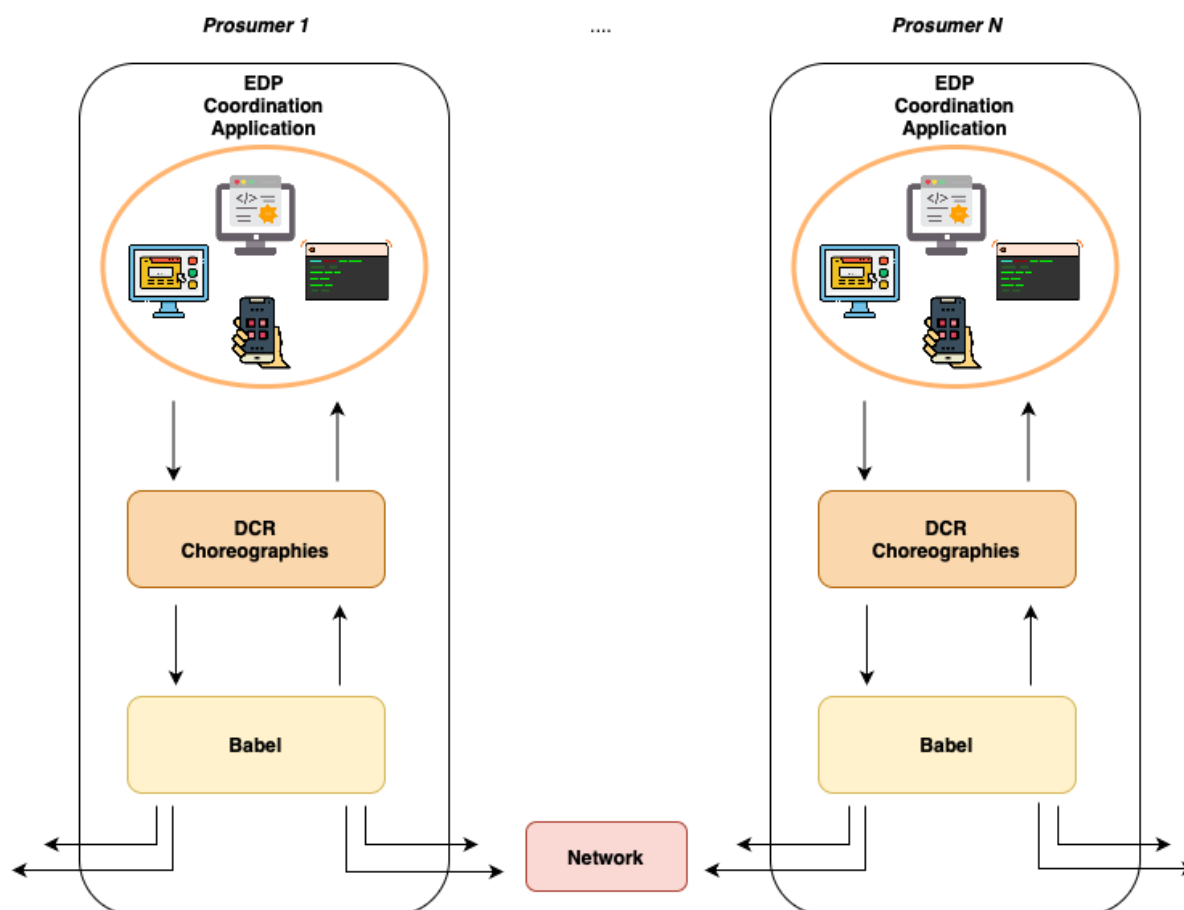 Prosumer 1
....
Prosumer N
EDP
Coordination
Application
EDP
Coordination
Application
</>
</>
DCR
Choreographies
DCR
Choreographies
Babel
Babel
Network